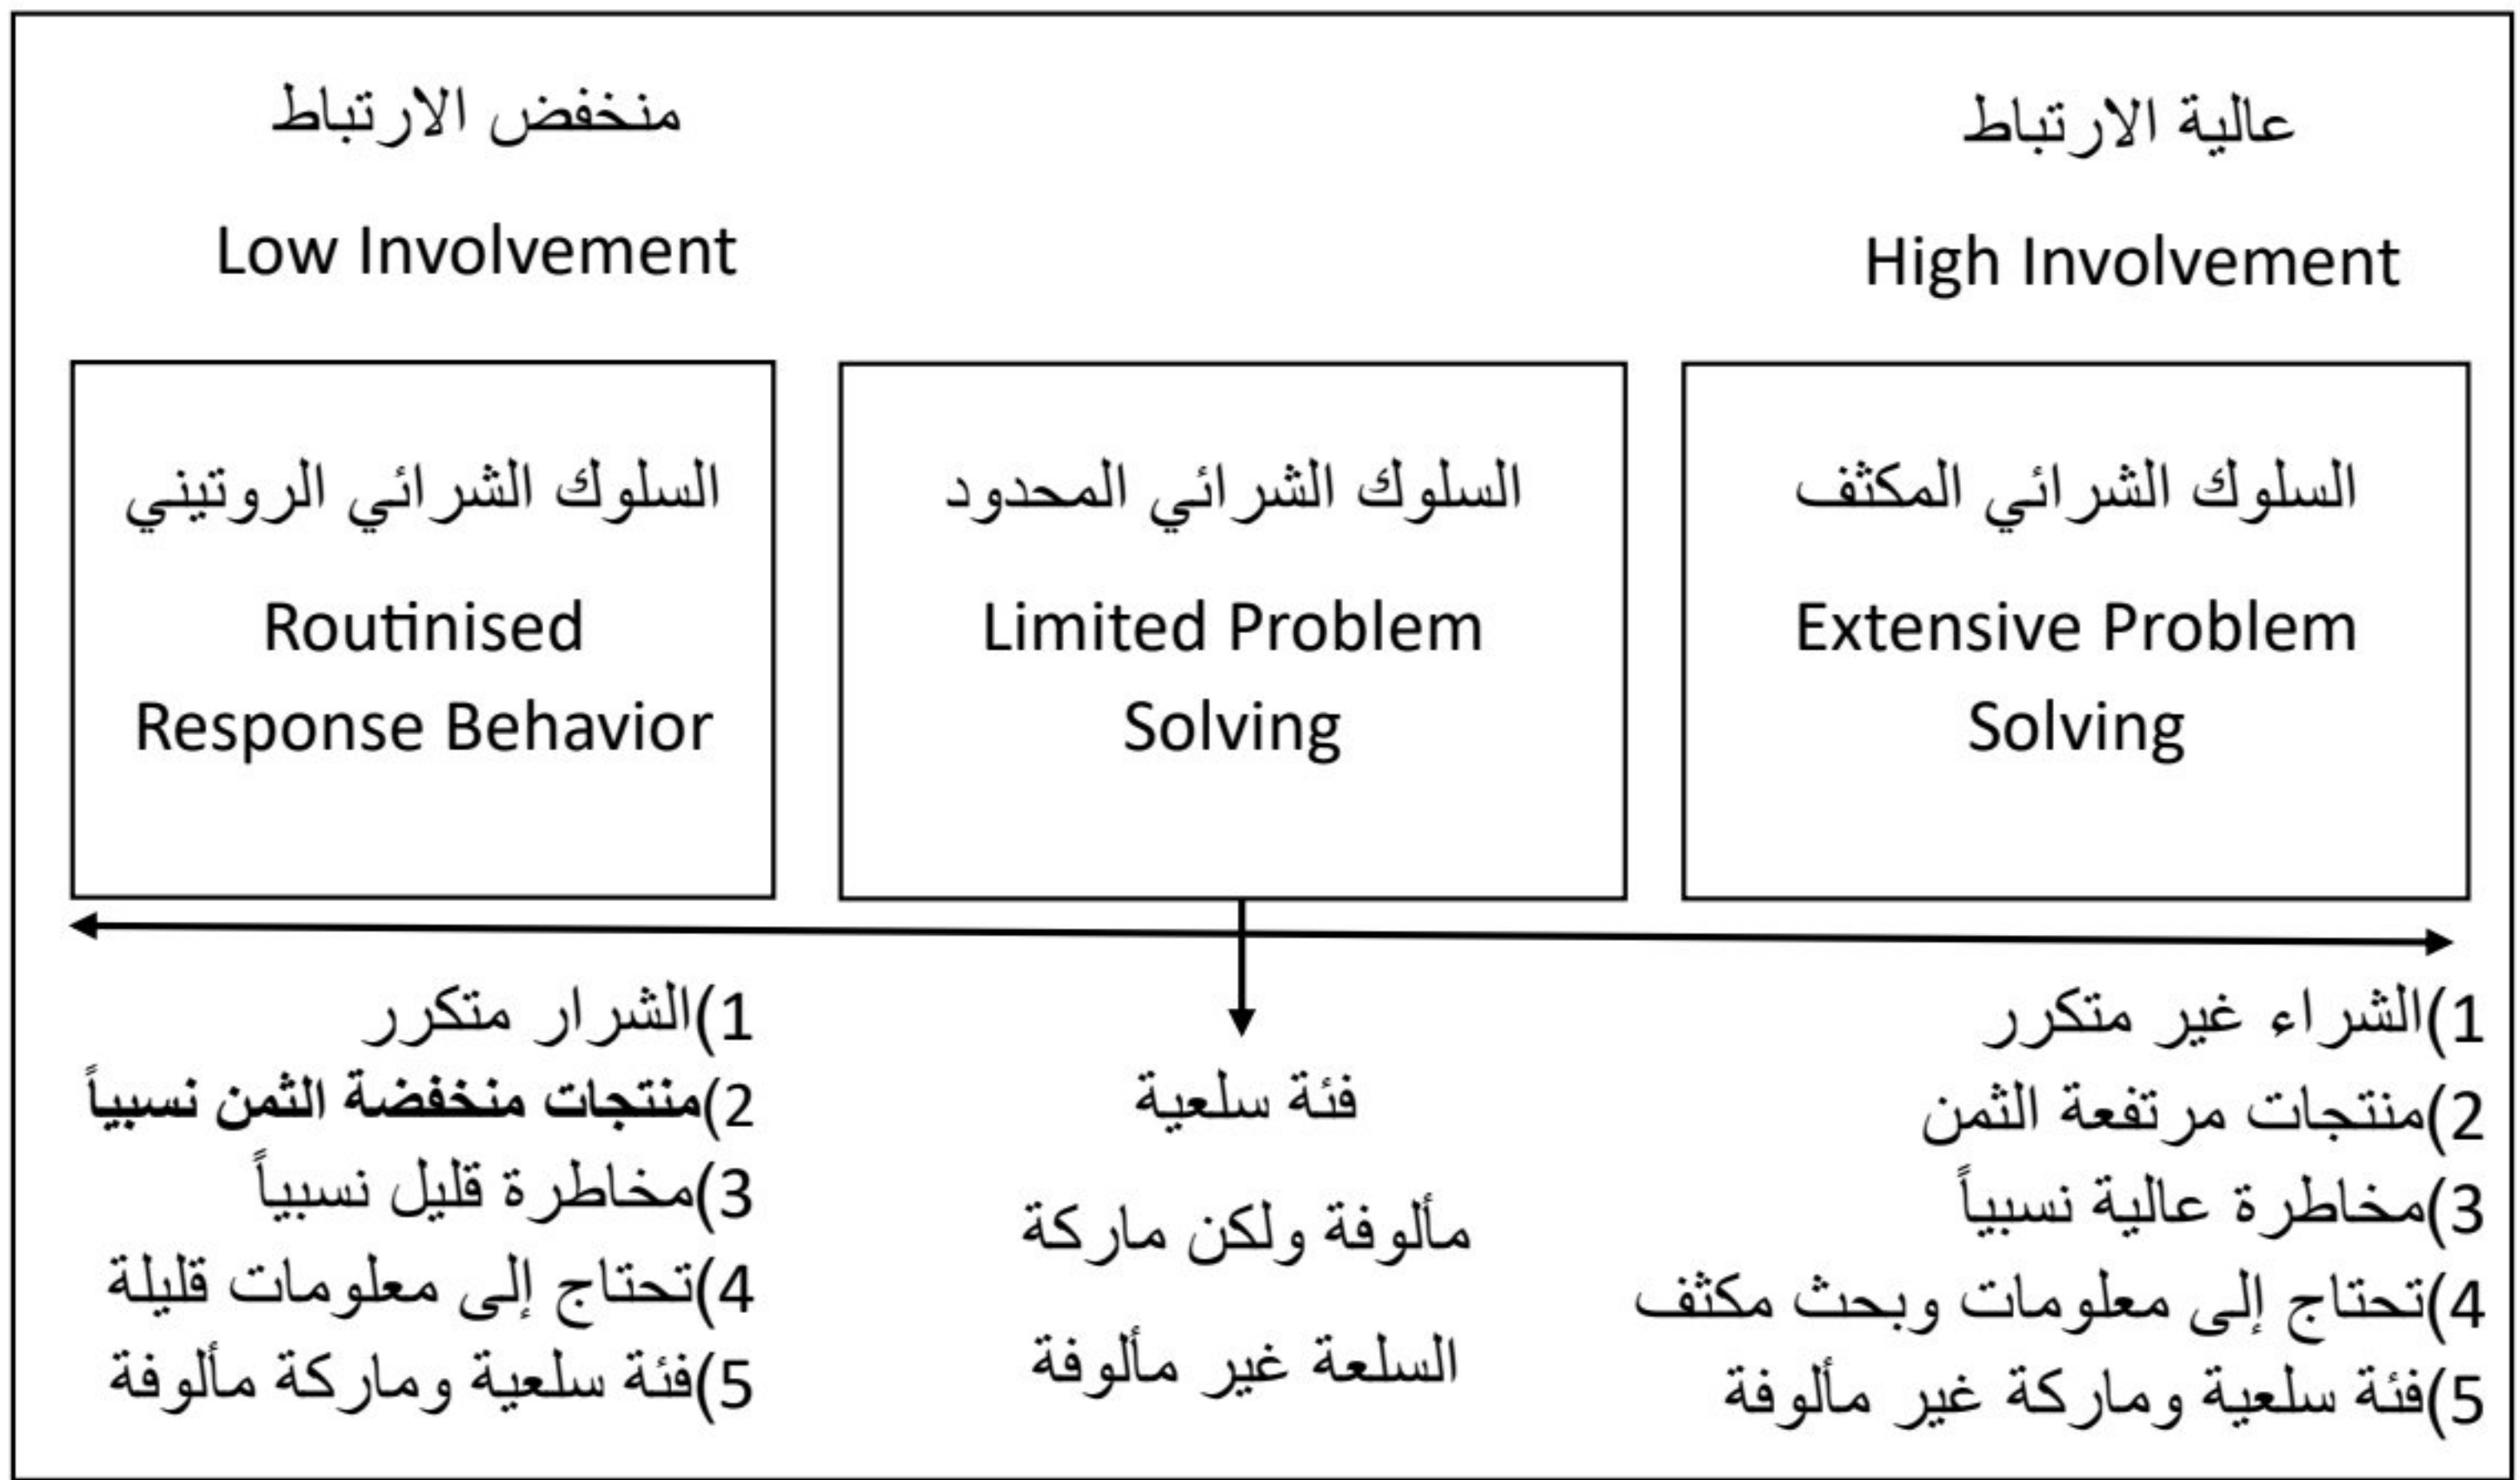 عالية الارتباط
High Involvement
منخفض الارتباط
Low Involvement
السلوك الشرائي المكثف
Extensive Problem
Solving
السلوك الشرائي المحدود
Limited Problem
Solving
السلوك الشرائي الروتيني
Routinised
Response Behavior
1)الشراء غير متكرر
2)منتجات مرتفعة الثمن
3)مخاطرة عالية نسبياً
4)تحتاج إلى معلومات وبحث مكثف
5)فئة سلعية وماركة غير مألوفة
فئة سلعية
مألوفة ولكن ماركة
السلعة غير مألوفة
1)الشرار متكرر
2)منتجات منخفضة الثمن نسبياً
3)مخاطرة قليل نسبياً
4)تحتاج إلى معلومات قليلة
5)فئة سلعية وماركة مألوفة